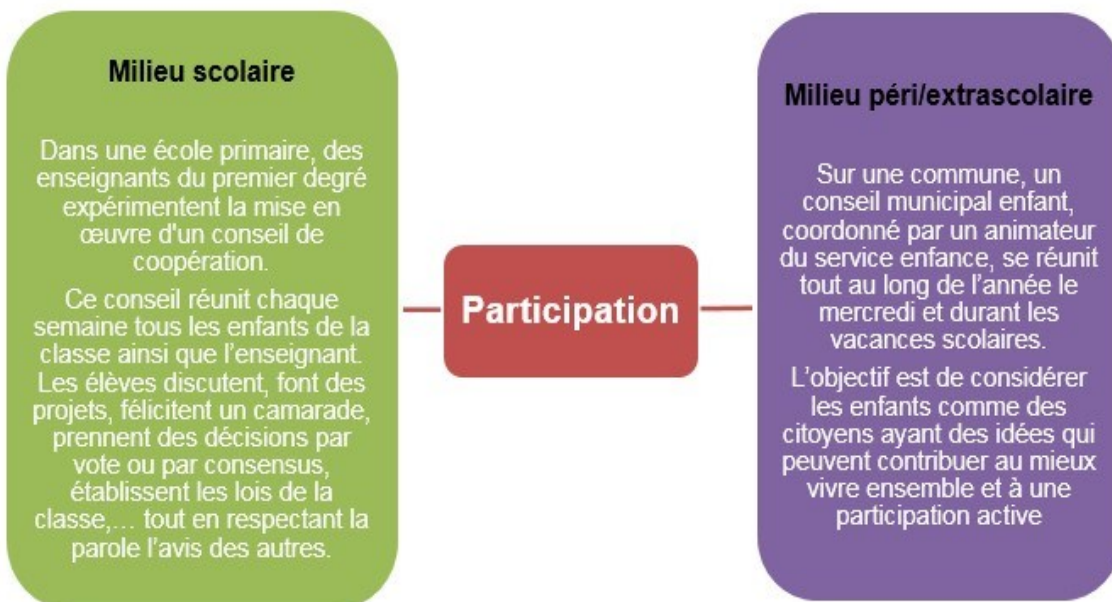 Milieu scolaire
Dans une école primaire, des
enseignants du premier degré
expérimentent la mise en
œuvre d'un conseil de
coopération.
Ce conseil réunit chaque
semaine tous les enfants de la
classe ainsi que l’enseignant.
Les élèves discutent, font des
projets, félicitent un camarade,
prennent des décisions par
vote ou par consensus,
établissent les lois de la
classe,… tout en respectant la
parole l’avis des autres.
Participation
Milieu péri/extrascolaire
Sur une commune, un
conseil municipal enfant,
coordonné par un animateur
du service enfance, se réunit
tout au long de l’année le
mercredi et durant les
vacances scolaires.
L’objectif est de considérer
les enfants comme des
citoyens ayant des idées qui
peuvent contribuer au mieux
vivre ensemble et à une
participation active